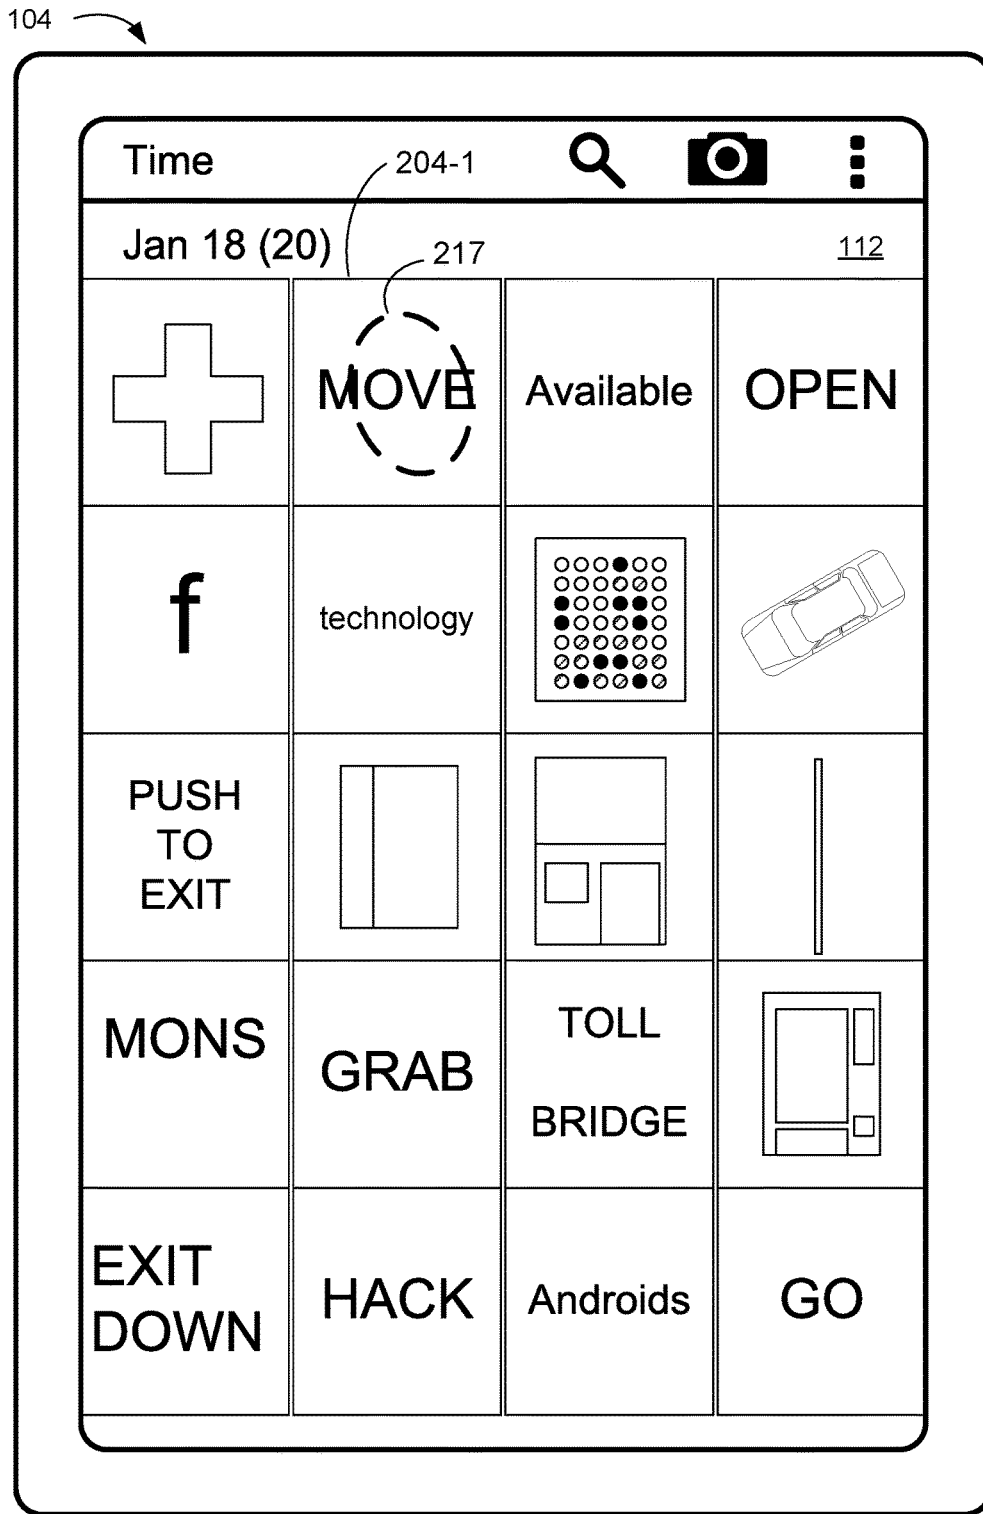 104
Time
204-1
Jan 18 (20)
217
112
MOVE
Available
OPEN
f
technology
PUSH
TO
EXIT
MONS
GRAB
TOLL
BRIDGE
EXIT
DOWN
HACK
Androids
GO